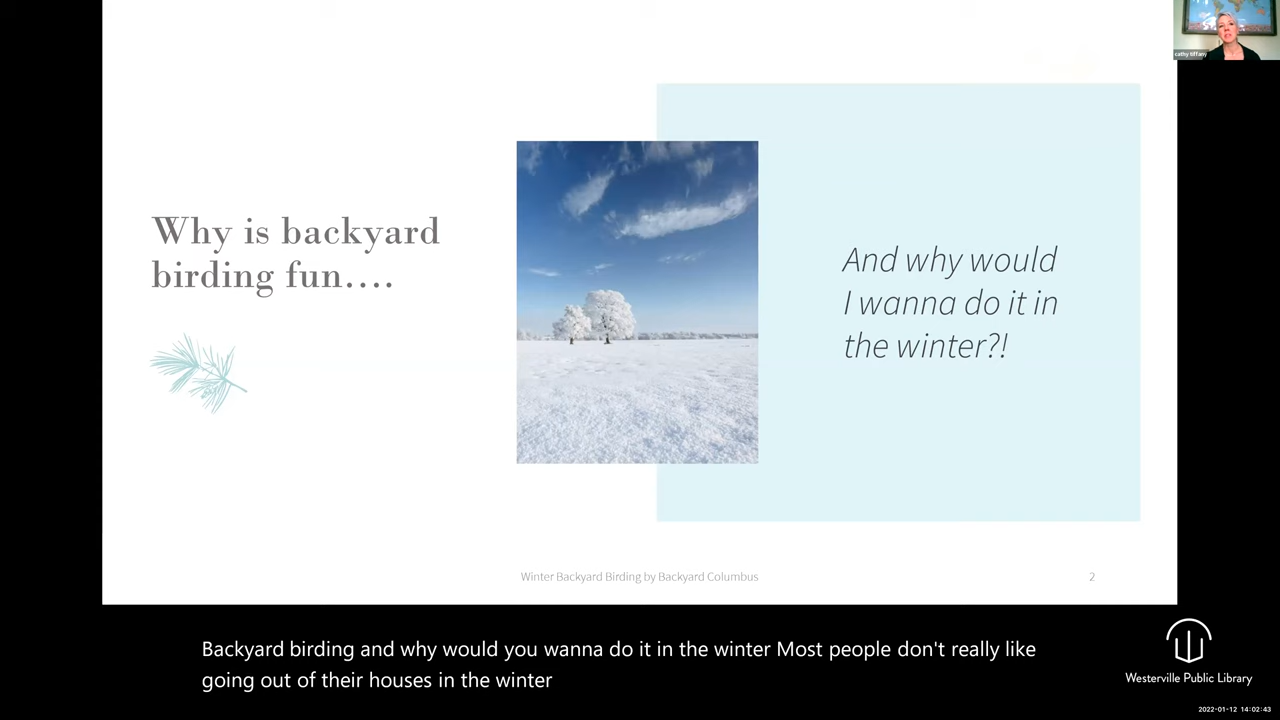 cathy tiffany
Why is backyard
birding fun....
And why would
I wanna do it in
the winter?!
Winter Backyard Birding by Backyard Columbus
2
Backyard birding and why would you wanna do it in the winter Most people don't really like
going out of their houses in the winter
Westerville Public Library
2022-01-12 14:02:43